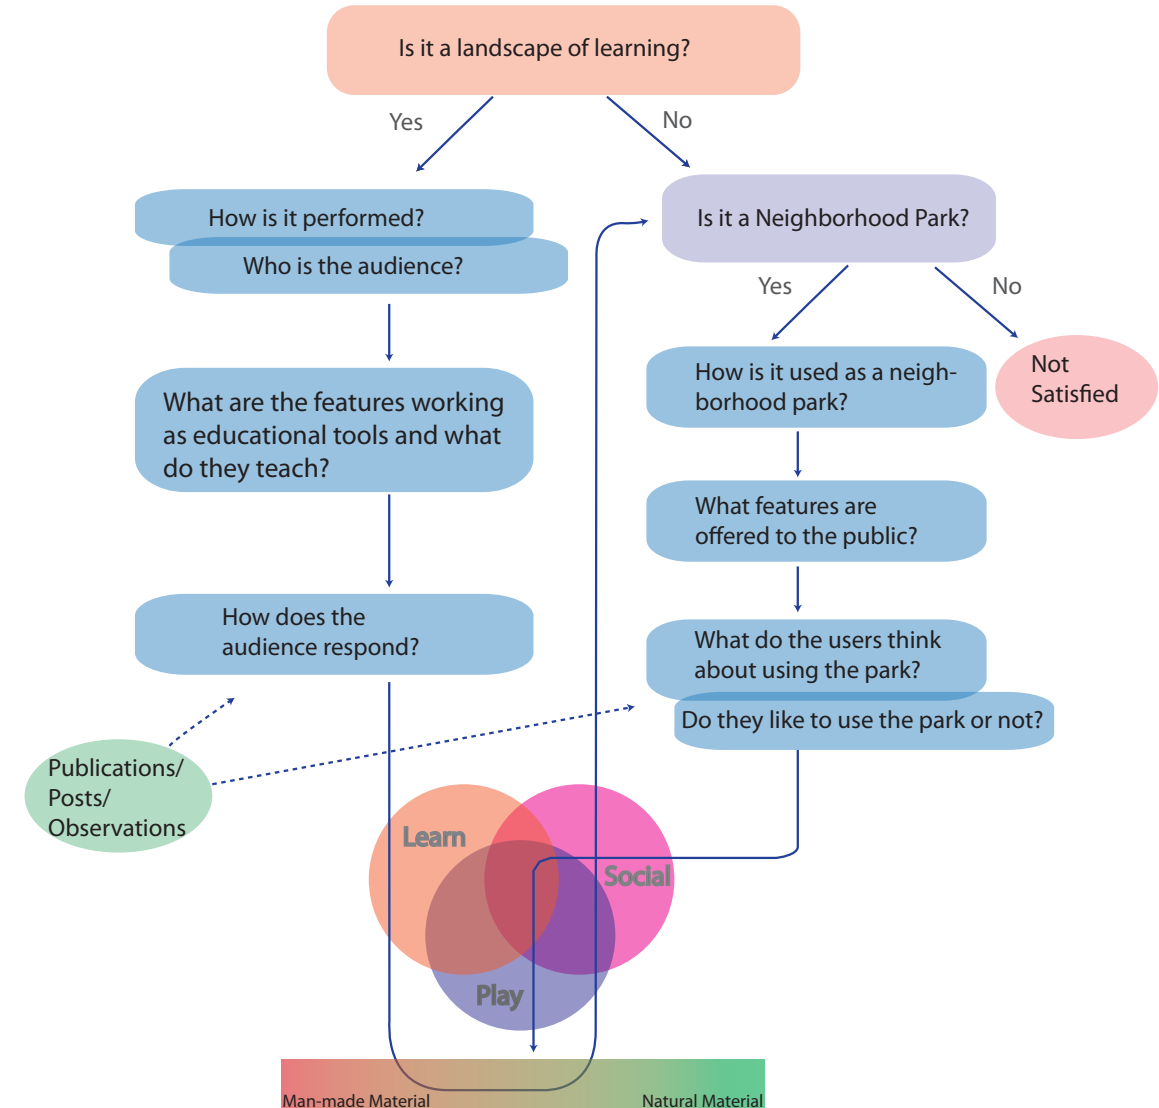 Is it a landscape of learning?
Yes
No
How is it performed?
Who is the audience?
Is it a Neighborhood Park?
Yes
No
What are the features working
as educational tools and what
do they teach?
How is it used as a neigh-
borhood park?
Not
Satisfied
What features are
offered to the public?
How does the
audience respond?
What do the users think
about using the park?
Do they like to use the park or not?
Publications/
Posts/
Observations
Learn
Social
Play
Man-made Material
Natural Material